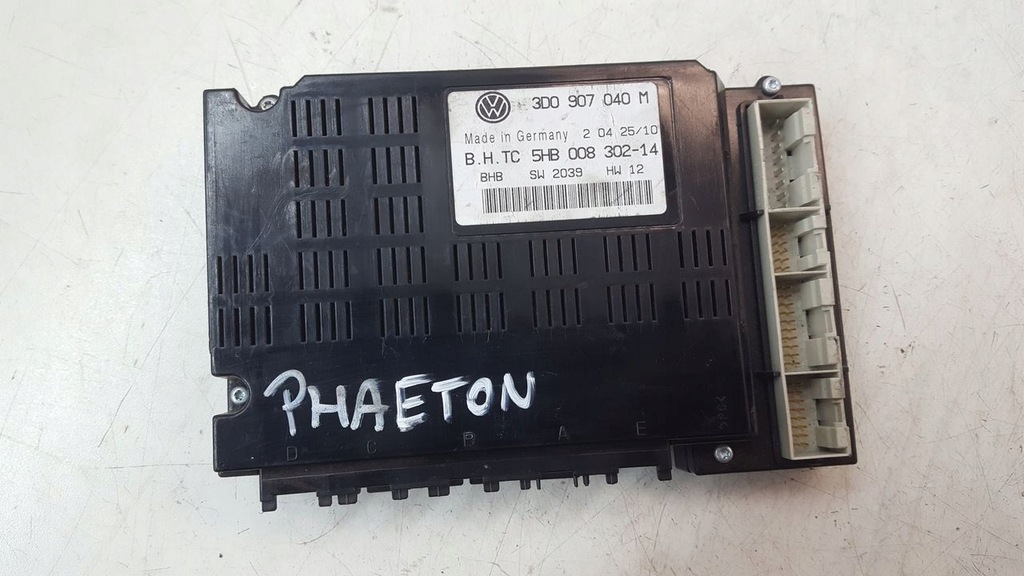 3D0 907 040 M
Made in Germany 2 04 25/10
B.H.TC 5HB 008 302-14
BHB SW 2039 HW 12
PHAETON
D C B A E